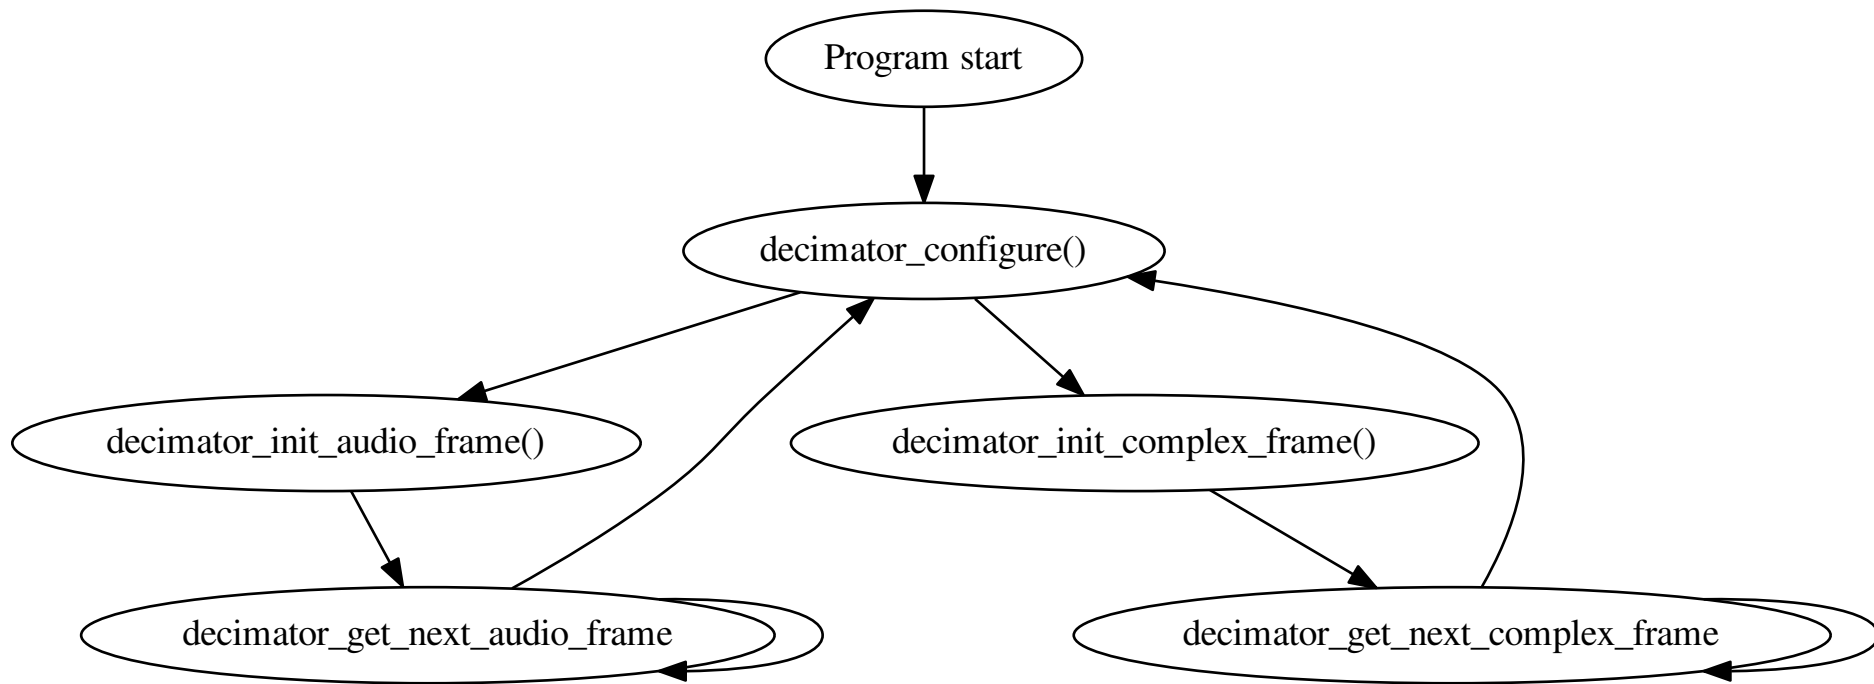 Program start
decimator_configure()
decimator_init_audio_frame()
decimator_init_complex_frame()
decimator_get_next_audio_frame
decimator_get_next_complex_frame